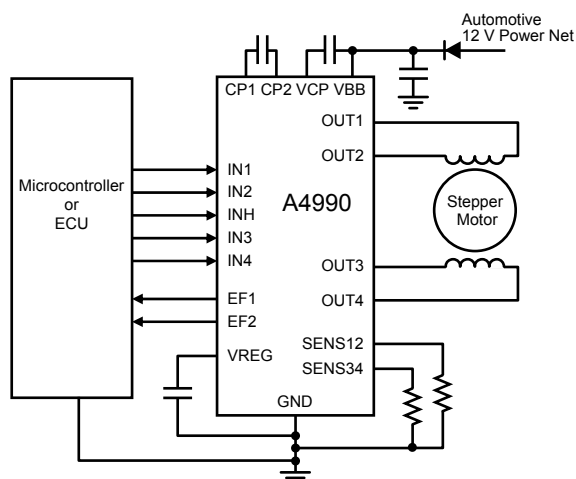 Automotive
12 V Power Net
CP1 CP2 VCP VBB
OUT1
OUT2
Microcontroller
or
ECU
IN1
IN2
INH
IN3
IN4
A4990
Stepper
Motor
OUT3
OUT4
EF1
EF2
VREG
SENS12
SENS34
GND